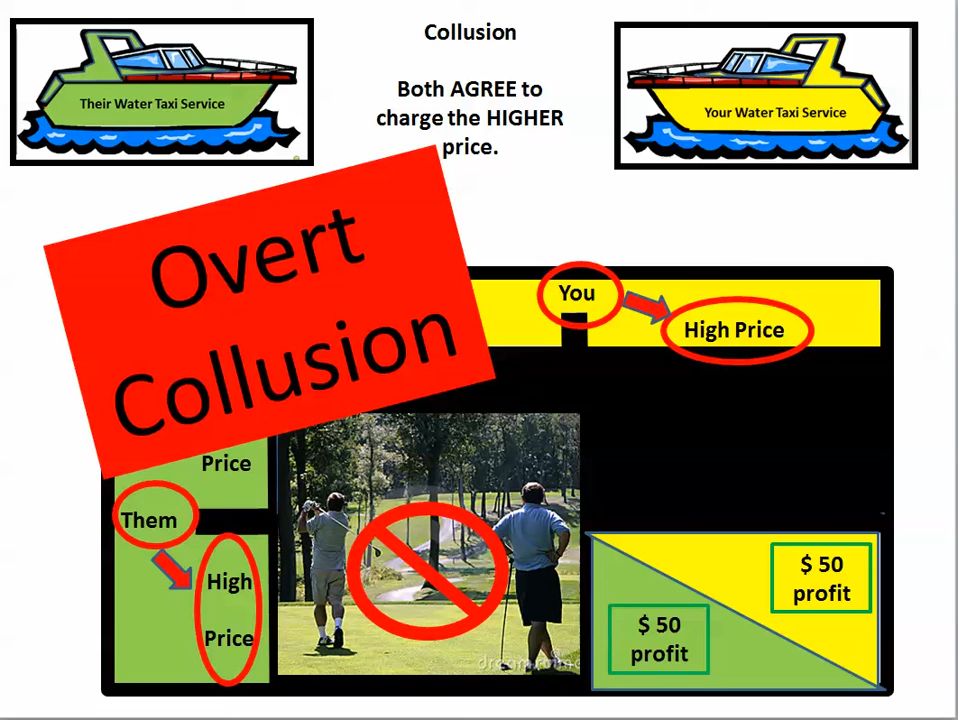 Collusion
Their Water Taxi Service
Both AGREE to
charge the HIGHER
price.
Your Water Taxi Service
Overt
Collusion
You
High Price
Price
Them
High
Price
$ 50
profit
$ 50
profit
dreamstime